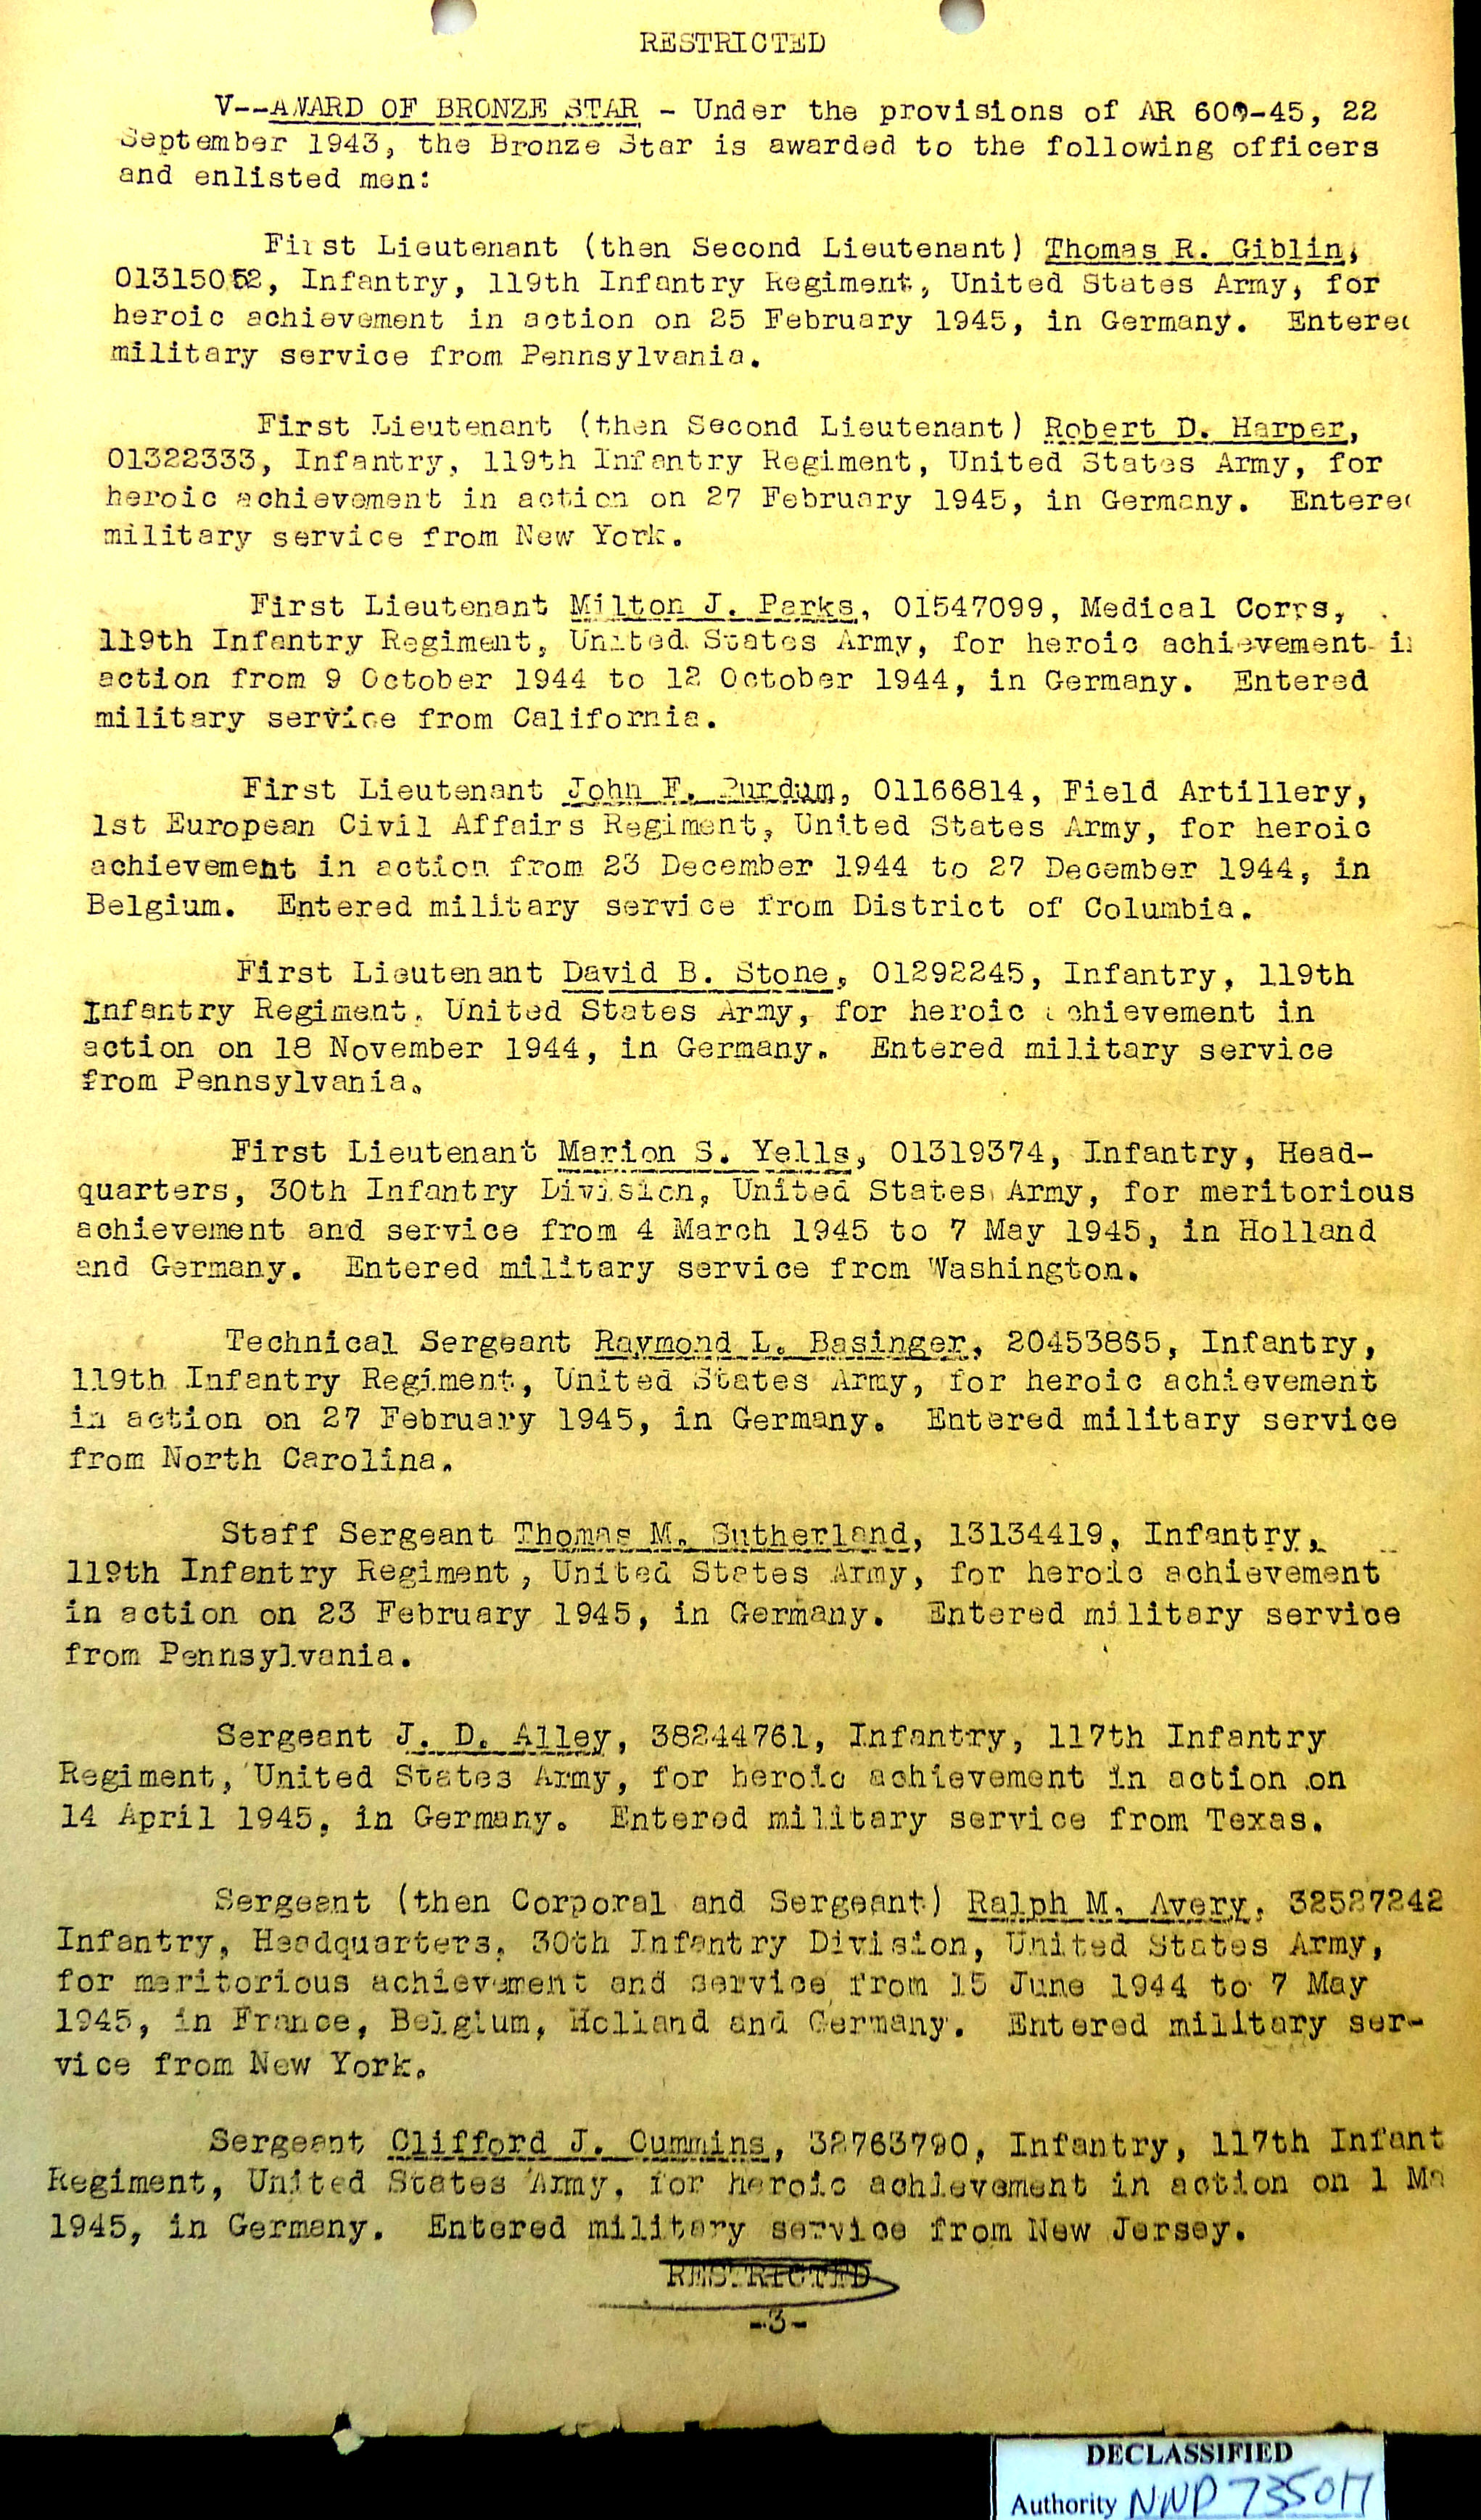 RESTRICTED
V--AWARD OF BRONZE STAR - Under the provisions of AR 600-45, 22
September 1943, the Bronze Star is awarded to the following officers
and enlisted men:
First Lieutenant (then Second Lieutenant) Thomas R. Giblin,
01315052, Infantry, 119th Infantry Regiment, United States Army, for
heroic achievement in action on 25 February 1945, in Germany. Entered
military service from Pennsylvania.
First Lieutenant (then Second Lieutenant) Robert D. Harper,
01322333, Infantry, 119th Infantry Regiment, United States Army, for
heroic achievement in action on 27 February 1945, in Germany. Entered
military service from New York.
First Lieutenant Milton J. Parks, 01547099, Medical Corps,
119th Infantry Regiment, United States Army, for heroic achievement in
action from 9 October 1944 to 12 October 1944, in Germany. Entered
military service from California.
First Lieutenant John F. Purdum, 01166814, Field Artillery,
1st European Civil Affairs Regiment, United States Army, for heroic
achievement in action from 23 December 1944 to 27 December 1944, in
Belgium. Entered military service from District of Columbia.
First Lieutenant David B. Stone, 01292245, Infantry, 119th
Infantry Regiment, United States Army, for heroic achievement in
action on 18 November 1944, in Germany. Entered military service
from Pennsylvania.
First Lieutenant Marion S. Yells, 01319374, Infantry, Head-
quarters, 30th Infantry Division, United States Army, for meritorious
achievement and service from 4 March 1945 to 7 May 1945, in Holland
and Germany. Entered military service from Washington.
Technical Sergeant Raymond L. Basinger, 20453865, Infantry,
119th Infantry Regiment, United States Army, for heroic achievement
in action on 27 February 1945, in Germany. Entered military service
from North Carolina.
Staff Sergeant Thomas M. Sutherland, 13134419, Infantry,
119th Infantry Regiment, United States Army, for heroic achievement
in action on 23 February 1945, in Germany. Entered military service
from Pennsylvania.
Sergeant J. D. Alley, 38244761, Infantry, 117th Infantry
Regiment, United States Army, for heroic achievement in action on
14 April 1945, in Germany. Entered military service from Texas.
Sergeant (then Corporal and Sergeant) Ralph M. Avery, 32527242
Infantry, Headquarters, 30th Infantry Division, United States Army,
for meritorious achievement and service from 15 June 1944 to 7 May
1945, in France, Belgium, Holland and Germany. Entered military ser-
vice from New York.
Sergeant Clifford J. Cummins, 32763790, Infantry, 117th Infant
Regiment, United States Army, for heroic achievement in action on 1 Ma
1945, in Germany. Entered military service from New Jersey.
RESTRICTED
-3-
DECLASSIFIED
Authority NND 735017